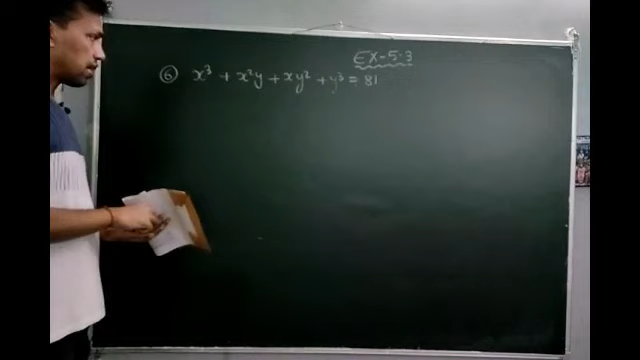 EX-5.3
⑥ x³ + x²y + xy² + y³ = 81